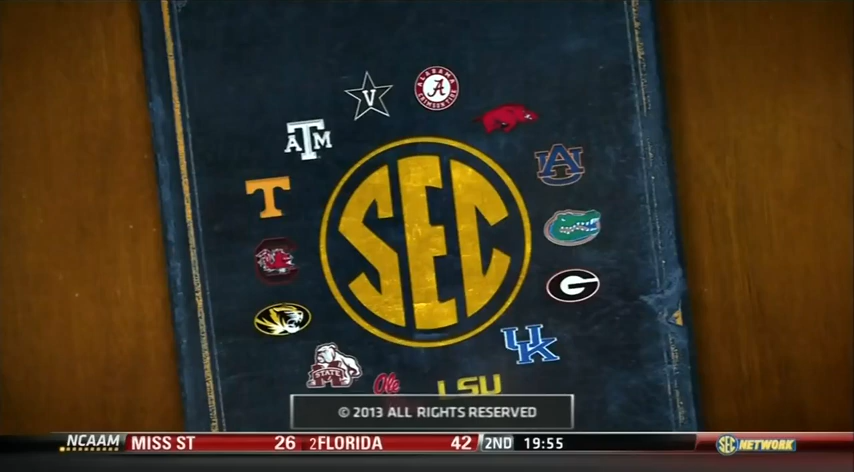 V
ALABAMA
A
CRIMSON TIDE
ATM
AU
T
SEC
G
UK
STATE
Ole
LSU
© 2013 ALL RIGHTS RESERVED
NCAAM MISS ST 26 2 FLORIDA 42 2ND 19:55 SEC NETWORK